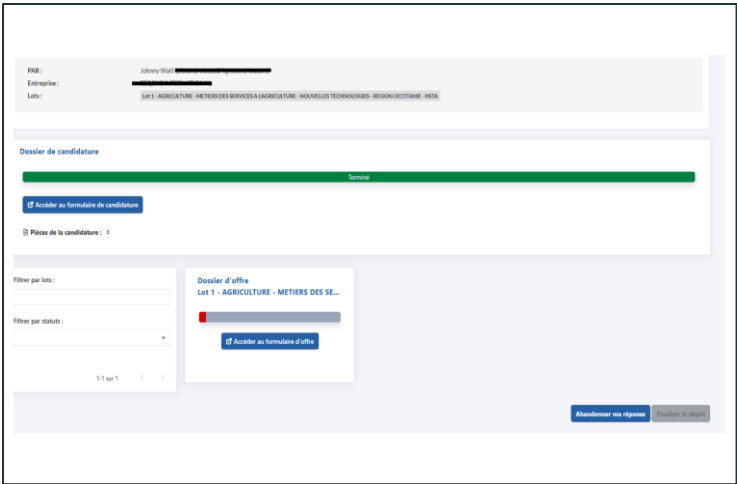 PAR :
Johnny Wall
Entreprise :
Lots :
Lot 1 - AGRICULTURE - METIERS DES SERVICES A L'AGRICULTURE - NOUVELLES TECHNOLOGIES - REGION OCCITANIE - HSTA
Dossier de candidature
Terminé
Accéder au formulaire de candidature
Pièces de la candidature :
Filtrer par lots :
Filtrer par statuts :
1-1 sur 1
Dossier d'offre
Lot 1 - AGRICULTURE - METIERS DES SE...
Accéder au formulaire d'offre
Abandonner ma réponse
Finaliser le dépôt